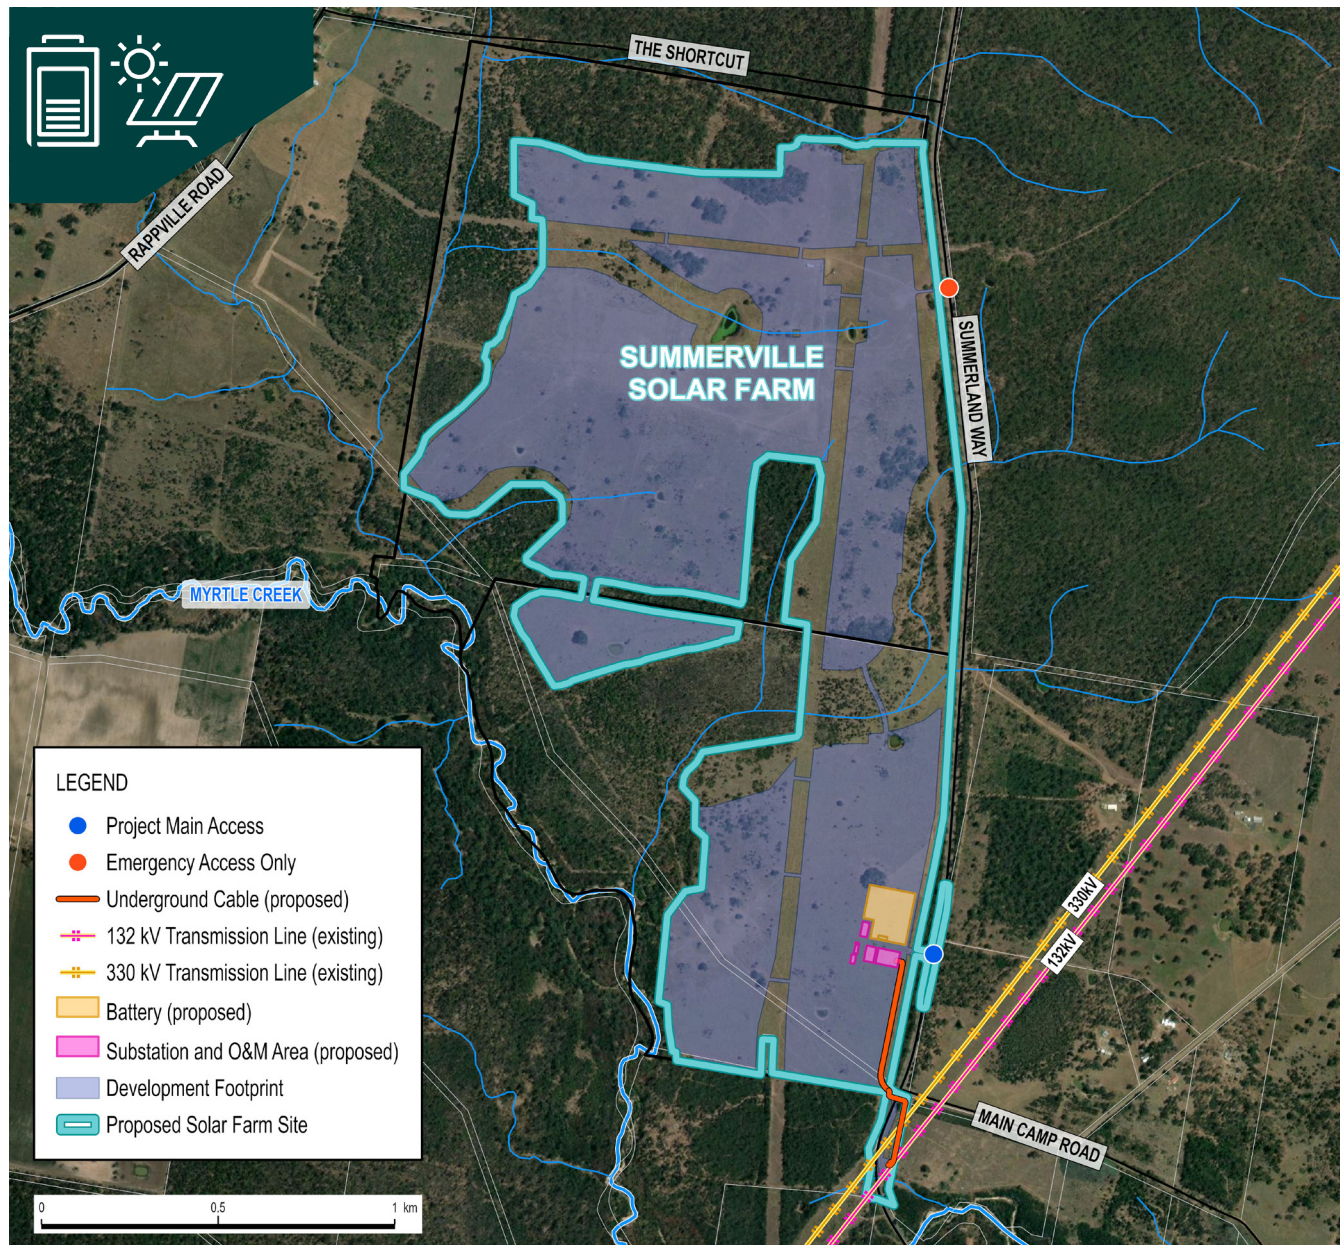 THE SHORTCUT
RAPPVILLE ROAD
SUMMERLAND WAY
SUMMERVILLE
SOLAR FARM
MYRTLE CREEK
330kV
132kV
MAIN CAMP ROAD
LEGEND
Project Main Access
Emergency Access Only
Underground Cable (proposed)
132 kV Transmission Line (existing)
330 kV Transmission Line (existing)
Battery (proposed)
Substation and O&M Area (proposed)
Development Footprint
Proposed Solar Farm Site
0 0.5 1 km